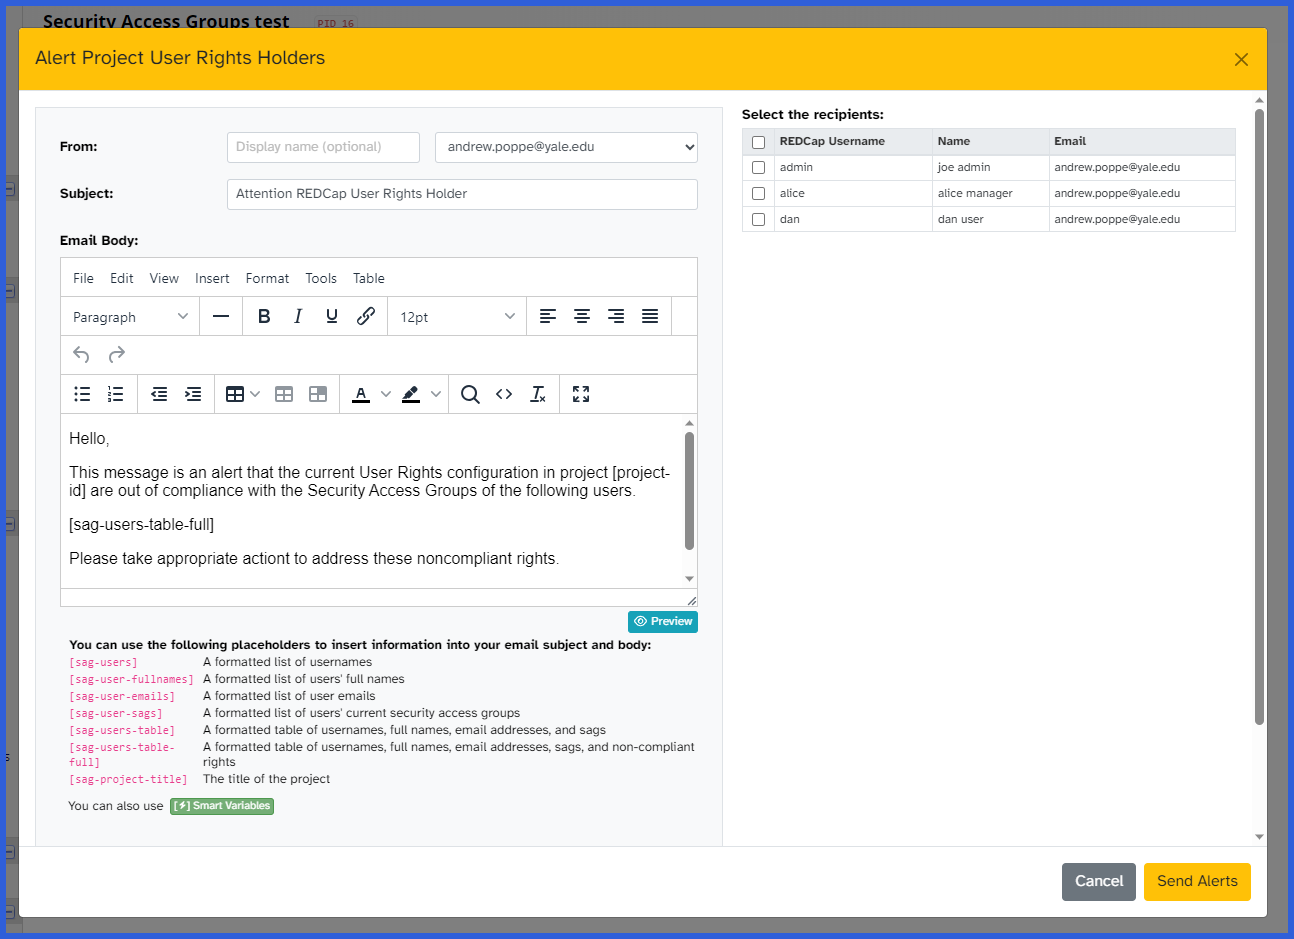 Security Access Groups test PID 16
Alert Project User Rights Holders
From:
Display name (optional)
andrew.poppe@yale.edu
Subject:
Attention REDCap User Rights Holder
Email Body:
File Edit View Insert Format Tools Table
Paragraph
B I U
12pt
A
Hello,
This message is an alert that the current User Rights configuration in project [project-
id] are out of compliance with the Security Access Groups of the following users.
[sag-users-table-full]
Please take appropriate actiont to address these noncompliant rights.
Preview
You can use the following placeholders to insert information into your email subject and body:
[sag-users] A formatted list of usernames
[sag-user-fullnames] A formatted list of users' full names
[sag-user-emails] A formatted list of user emails
[sag-user-sags] A formatted list of users' current security access groups
[sag-users-table] A formatted table of usernames, full names, email addresses, and sags
[sag-users-table- A formatted table of usernames, full names, email addresses, sags, and non-compliant
full] rights
[sag-project-title] The title of the project
You can also use [⚡] Smart Variables
Select the recipients:
REDCap Username Name Email
admin joe admin andrew.poppe@yale.edu
alice alice manager andrew.poppe@yale.edu
dan dan user andrew.poppe@yale.edu
Cancel
Send Alerts